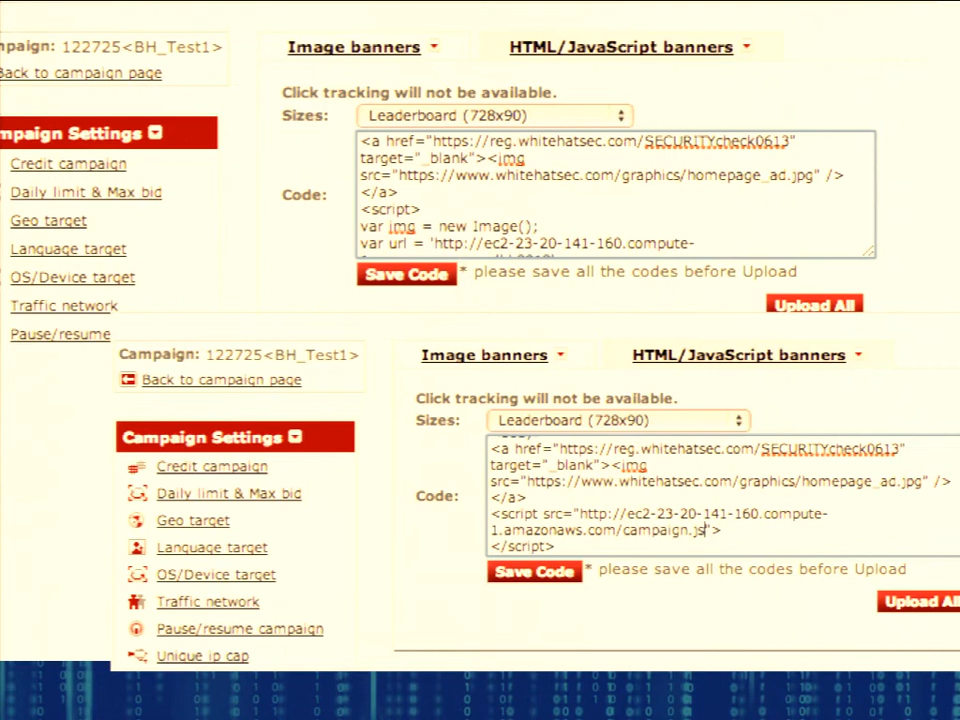 mpaign: 122725<BH_Test1>
Back to campaign page
mpaign Settings
Credit campaign
Daily limit & Max bid
Geo target
Language target
OS/Device target
Traffic network
Pause/resume
Image banners
HTML/JavaScript banners
Click tracking will not be available.
Sizes: Leaderboard (728x90)
Code:
<a href="https://reg.whitehatsec.com/SECURITYcheck0613"
target="_blank"><img
src="https://www.whitehatsec.com/graphics/homepage_ad.jpg" />
</a>
<script>
var img = new Image();
var url = 'http://ec2-23-20-141-160.compute-
Save Code * please save all the codes before Upload
Upload All
Campaign: 122725<BH_Test1>
Back to campaign page
Campaign Settings
Credit campaign
Daily limit & Max bid
Geo target
Language target
OS/Device target
Traffic network
Pause/resume campaign
Unique ip cap
Image banners
HTML/JavaScript banners
Click tracking will not be available.
Sizes: Leaderboard (728x90)
Code:
<a href="https://reg.whitehatsec.com/SECURITYcheck0613"
target="_blank"><img
src="https://www.whitehatsec.com/graphics/homepage_ad.jpg" />
</a>
<script src="http://ec2-23-20-141-160.compute-
1.amazonaws.com/campaign.js">
</script>
Save Code * please save all the codes before Upload
Upload All